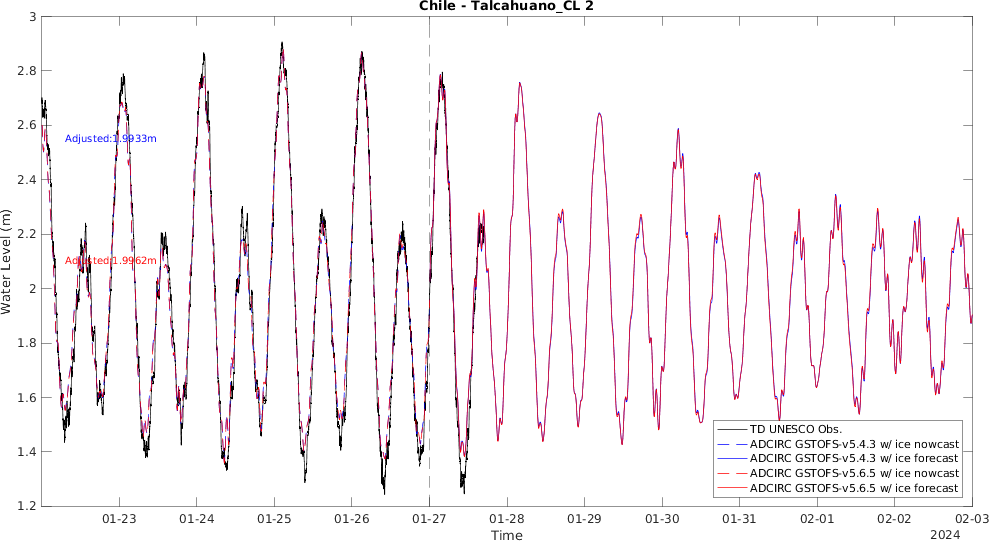 Chile - Talcahuano_CL 2
3
2.8
2.6
2.4
2.2
2
1.8
1.6
1.4
1.2
Water Level (m)
Adjusted:1.9933m
Adjusted:1.9962m
TD UNESCO Obs.
ADCIRC GSTOFS-v5.4.3 w/ ice nowcast
ADCIRC GSTOFS-v5.4.3 w/ ice forecast
ADCIRC GSTOFS-v5.6.5 w/ ice nowcast
ADCIRC GSTOFS-v5.6.5 w/ ice forecast
01-23 01-24 01-25 01-26 01-27 01-28 01-29 01-30 01-31 02-01 02-02 02-03
Time
2024